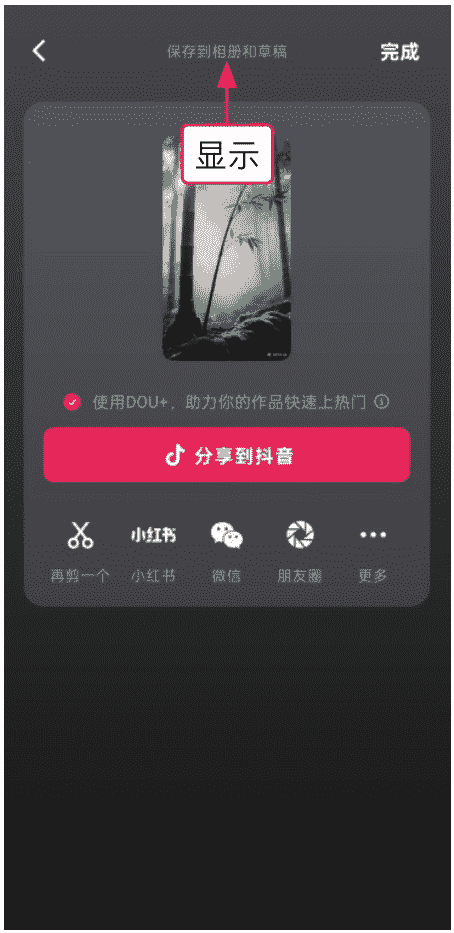 保存到相册和草稿
完成
显示
使用DOU+，助力你的作品快速上热门
分享到抖音
小红书
再剪一个
小红书
微信
朋友圈
更多